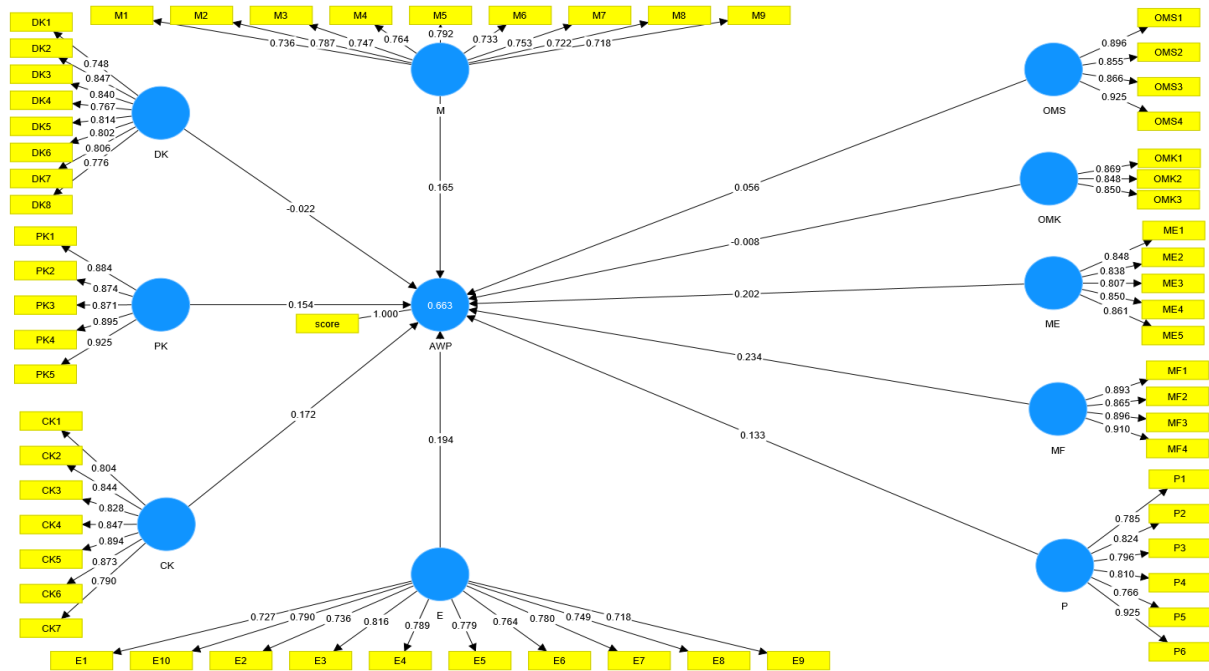 M1 M2 M3 M4 M5 M6 M7 M8 M9
0.736 0.787 0.747 0.764 0.792 0.733 0.753 0.722 0.718
M
0.165
DK1
DK2
DK3
DK4
DK5
DK6
DK7
DK8
0.748
0.847
0.840
0.767
0.814
0.802
0.806
0.776
DK
-0.022
PK1
PK2
PK3
PK4
PK5
0.884
0.874
0.871
0.895
0.925
PK
0.154
score
1.000
0.663
AWP
CK1
CK2
CK3
CK4
CK5
CK6
CK7
0.804
0.844
0.828
0.847
0.894
0.873
0.790
CK
0.172
0.194
E
0.727 0.790 0.736 0.816 0.789 0.779 0.764 0.780 0.749 0.718
E1 E10 E2 E3 E4 E5 E6 E7 E8 E9
OMS1
OMS2
OMS3
OMS4
0.896
0.855
0.866
0.925
OMS
0.056
OMK1
OMK2
OMK3
0.869
0.848
0.850
OMK
-0.008
ME1
ME2
ME3
ME4
ME5
0.848
0.838
0.807
0.850
0.861
ME
0.202
MF1
MF2
MF3
MF4
0.893
0.865
0.896
0.910
MF
0.234
P1
P2
P3
P4
P5
P6
0.785
0.824
0.796
0.810
0.766
0.925
P
0.133